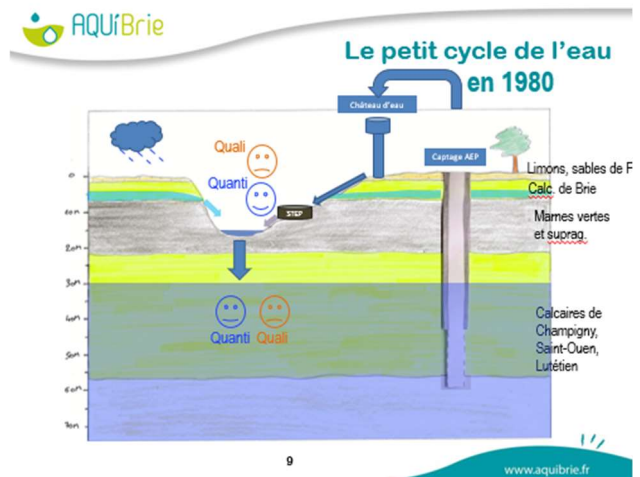 AQUiBrie
Le petit cycle de l'eau
en 1980
Château d'eau
Quali
Captage AEP
Limons, sables de F
Quanti
Calc. de Brie
STEP
Marnes vertes
et suprag.
0
10m
20m
30m
40m
50m
60m
70m
Quanti Quali
Calcaires de
Champigny,
Saint-Ouen,
Lutétien
9
www.aquibrie.fr